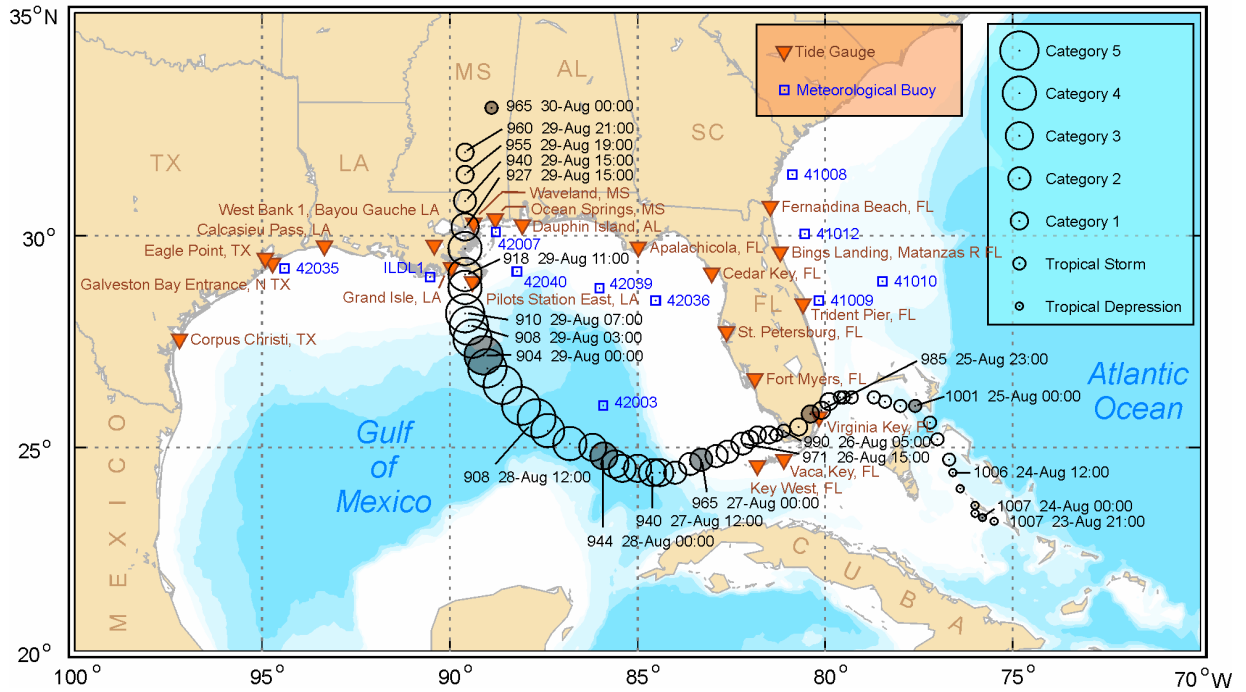 35°N
30°
25°
20°
100°
95°
90°
85°
80°
75°
70°W
Tide Gauge
Meteorological Buoy
Category 5
Category 4
Category 3
Category 2
Category 1
Tropical Storm
Tropical Depression
MS
AL
SC
TX
LA
FL
MEXICO
CUBA
Gulf
of
Mexico
Atlantic
Ocean
965 30-Aug 00:00
960 29-Aug 21:00
955 29-Aug 19:00
940 29-Aug 15:00
927 29-Aug 15:00
Waveland, MS
Ocean Springs, MS
Dauphin Island, AL
West Bank 1, Bayou Gauche LA
Calcasieu Pass, LA
Eagle Point, TX
Galveston Bay Entrance, N TX
Corpus Christi, TX
42035
ILDL1
Grand Isle, LA
42007
918 29-Aug 11:00
42040
42039
42036
Pilots Station East, LA
910 29-Aug 07:00
908 29-Aug 03:00
904 29-Aug 00:00
42003
Apalachicola, FL
Cedar Key, FL
St. Petersburg, FL
Fort Myers, FL
41008
Fernandina Beach, FL
41012
Bings Landing, Matanzas R FL
41010
41009
Trident Pier, FL
985 25-Aug 23:00
1001 25-Aug 00:00
Virginia Key, FL
990 26-Aug 05:00
971 26-Aug 15:00
Vaca Key, FL
Key West, FL
1006 24-Aug 12:00
1007 24-Aug 00:00
1007 23-Aug 21:00
965 27-Aug 00:00
940 27-Aug 12:00
944 28-Aug 00:00
908 28-Aug 12:00